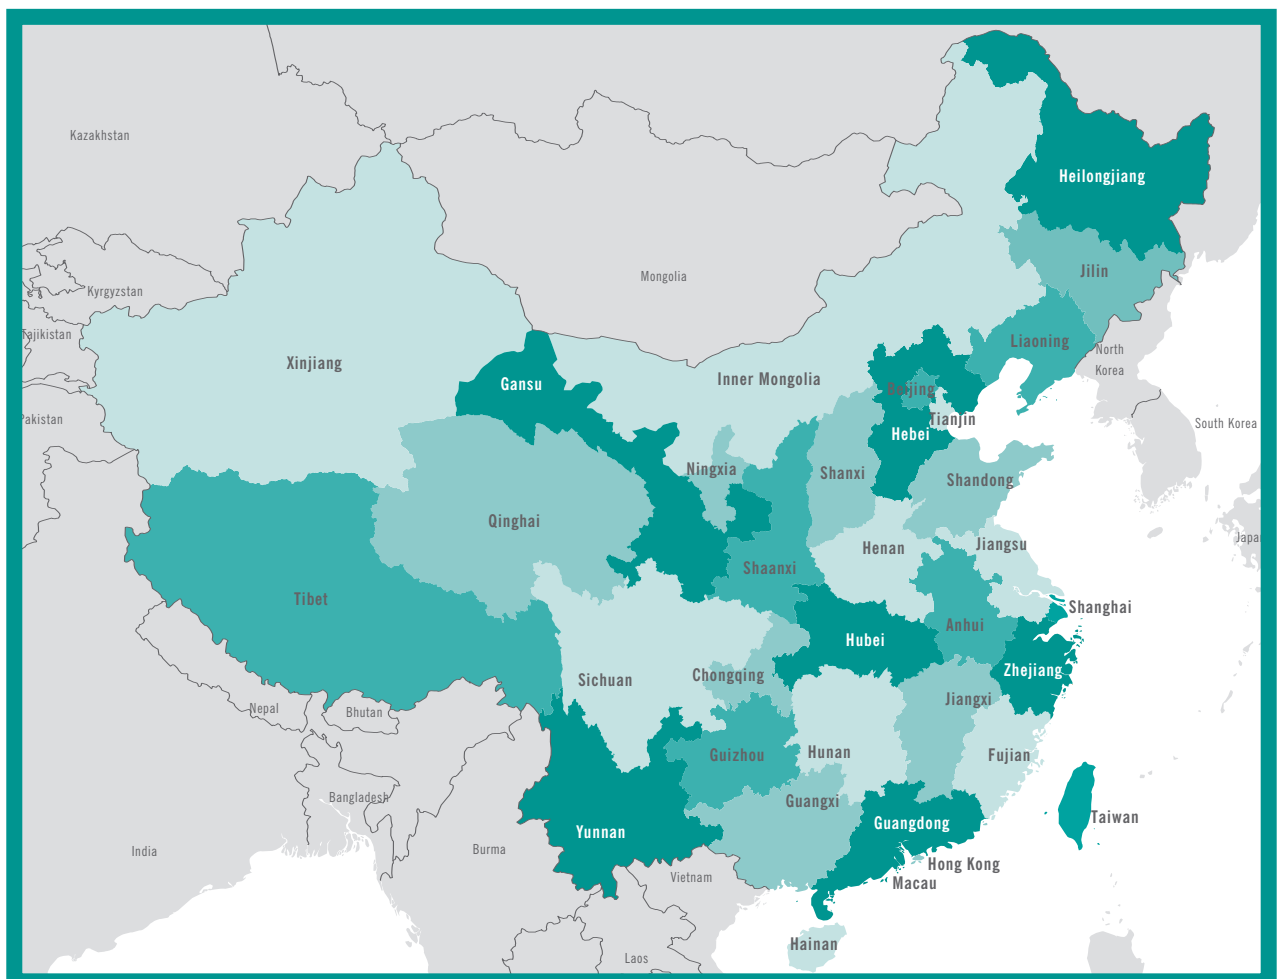 Kazakhstan
Heilongjiang
Mongolia
Jilin
Kyrgyzstan
Tajikistan
Liaoning
North
Korea
Xinjiang
Inner Mongolia
Gansu
Beijing
Tianjin
Pakistan
South Korea
Hebei
Ningxia
Shanxi
Shandong
Qinghai
Japa
Henan
Jiangsu
Shaanxi
Tibet
Shanghai
Anhui
Hubei
Zhejiang
Sichuan
Chongqing
Jiangxi
Nepal
Bhutan
Guizhou
Hunan
Fujian
Bangladesh
Guangxi
Taiwan
Guangdong
Yunnan
India
Burma
Hong Kong
Vietnam
Macau
Hainan
Laos